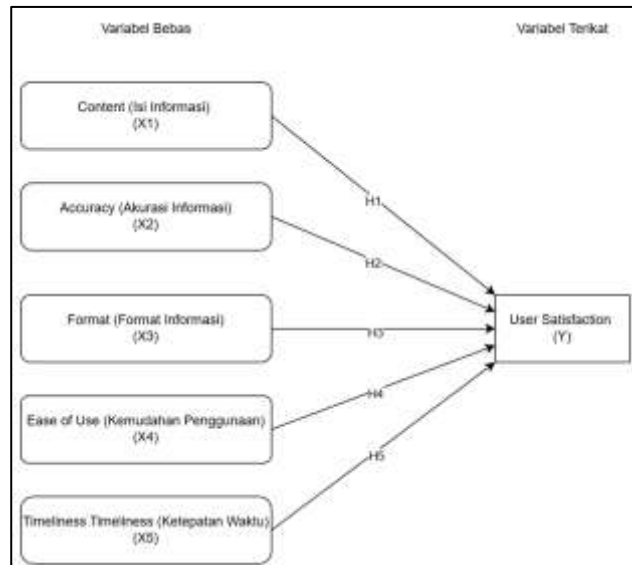 Variabel Bebas
Variabel Terikat
Content (Isi Informasi)
(X1)
H1
Accuracy (Akurasi Informasi)
(X2)
H2
Format (Format Informasi)
(X3)
H3
User Satisfaction
(Y)
Ease of Use (Kemudahan Penggunaan)
(X4)
H4
Timeliness Timeliness (Ketepatan Waktu)
(X5)
H5